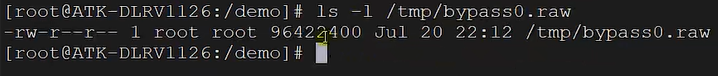 [root@ATK-DLRV1126:/demo]# ls -l /tmp/bypass0.raw
-rw-r--r-- 1 root root 96422400 Jul 20 22:12 /tmp/bypass0.raw
[root@ATK-DLRV1126:/demo]#